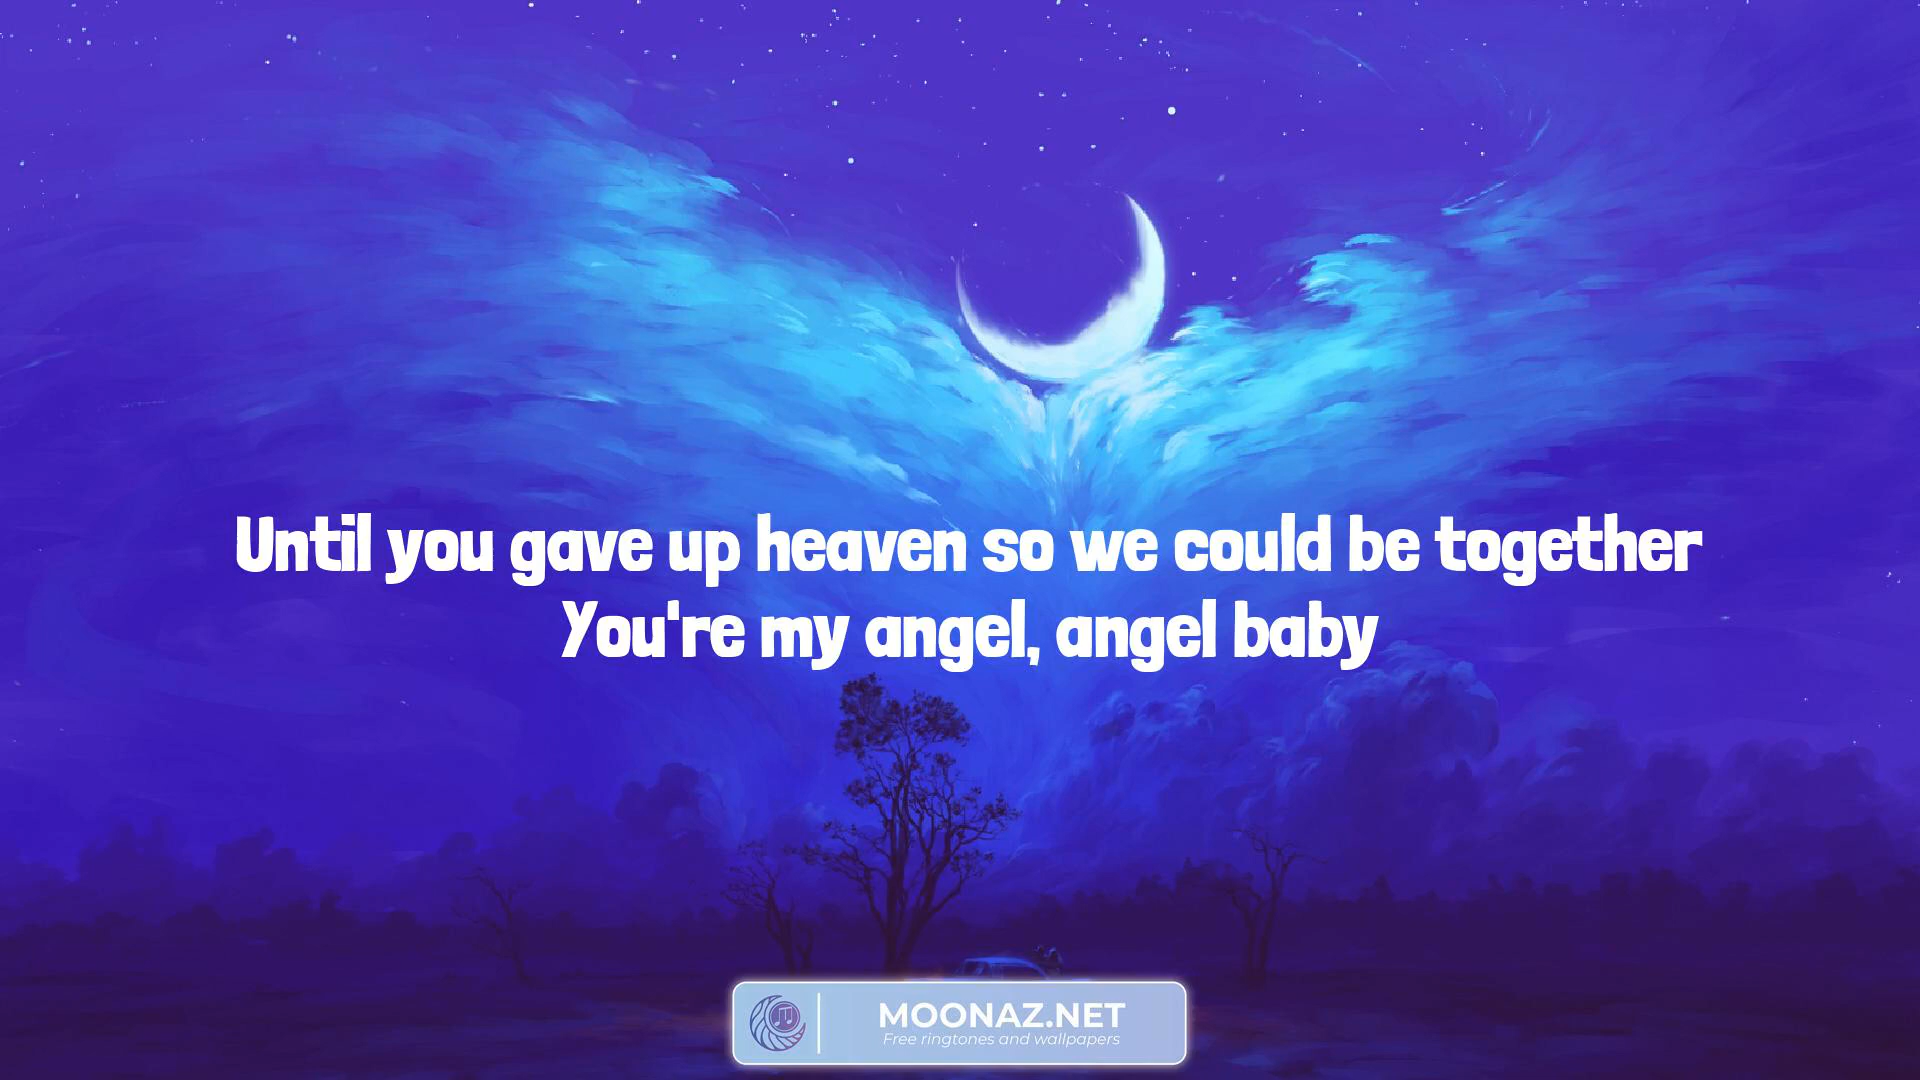 Until you gave up heaven so we could be together
You're my angel, angel baby
MOONAZ.NET
Free ringtones and wallpapers